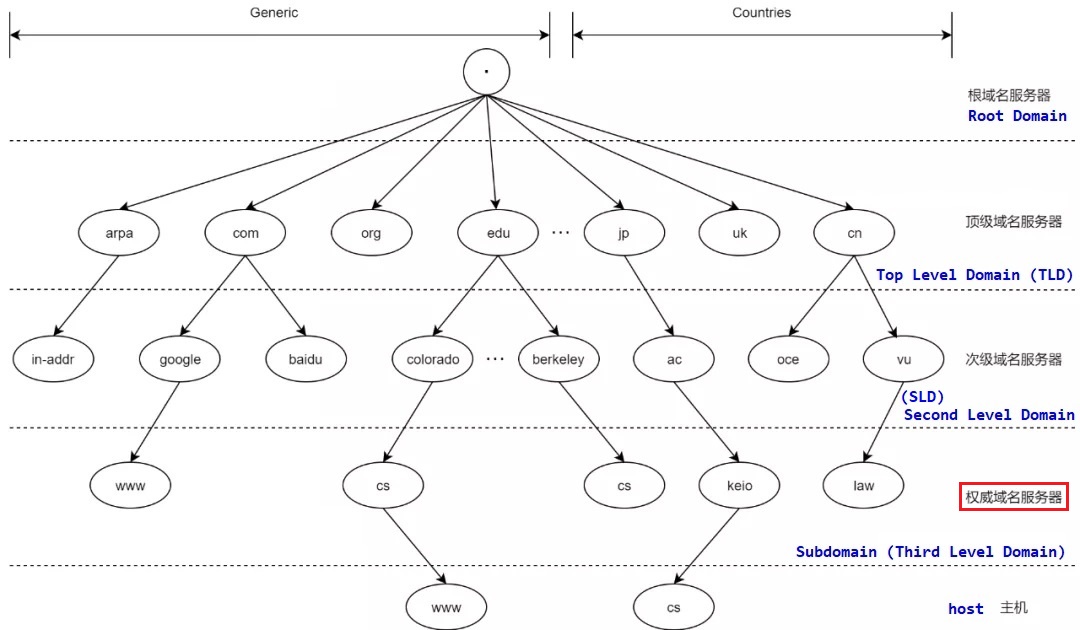 Generic
Countries
.
根域名服务器
Root Domain
arpa
com
org
edu
...
jp
uk
cn
顶级域名服务器
Top Level Domain (TLD)
in-addr
google
baidu
colorado
...
berkeley
ac
oce
vu
次级域名服务器
(SLD)
Second Level Domain
www
cs
cs
keio
law
权威域名服务器
Subdomain (Third Level Domain)
www
cs
host 主机